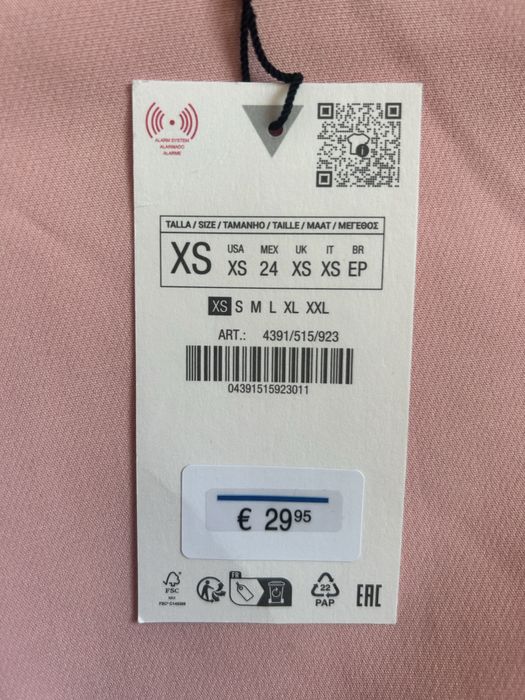 ALARM SYSTEM
ALARMADO
ALARME
TALLA / SIZE / TAMANHO / TAILLE / MAAT / ΜΕΓΕΘΟΣ
XS
USA MEX UK IT BR
XS 24 XS XS EP
XS S M L XL XXL
ART.: 4391/515/923
04391515923011
€ 29 95
FSC
FR
22
PAP
EAC